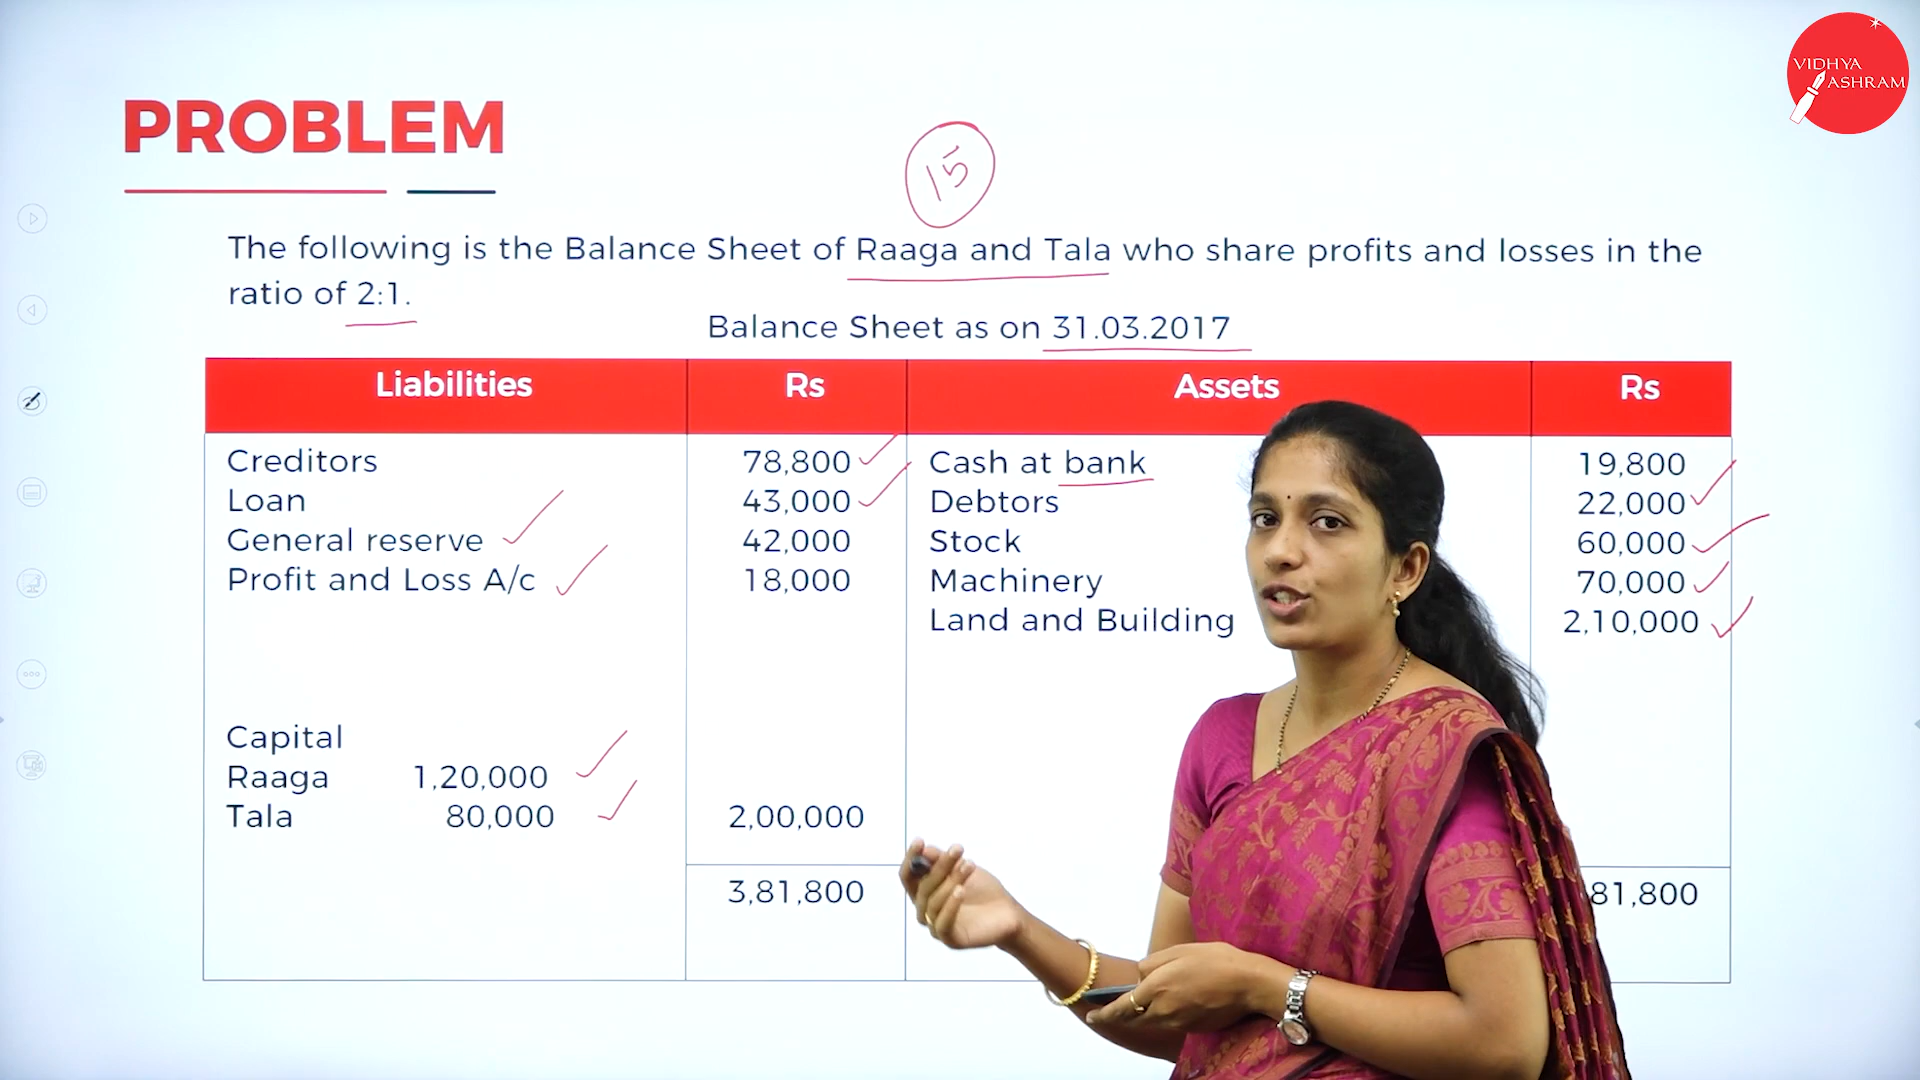 VIDHYA
ASHRAM
PROBLEM
15
The following is the Balance Sheet of Raaga and Tala who share profits and losses in the
ratio of 2:1.
Balance Sheet as on 31.03.2017
Liabilities Rs Assets Rs
Creditors 78,800 Cash at bank 19,800
Loan 43,000 Debtors 22,000
General reserve 42,000 Stock 60,000
Profit and Loss A/c 18,000 Machinery 70,000
Land and Building 2,10,000
Capital
Raaga 1,20,000
Tala 80,000 2,00,000
3,81,800 81,800